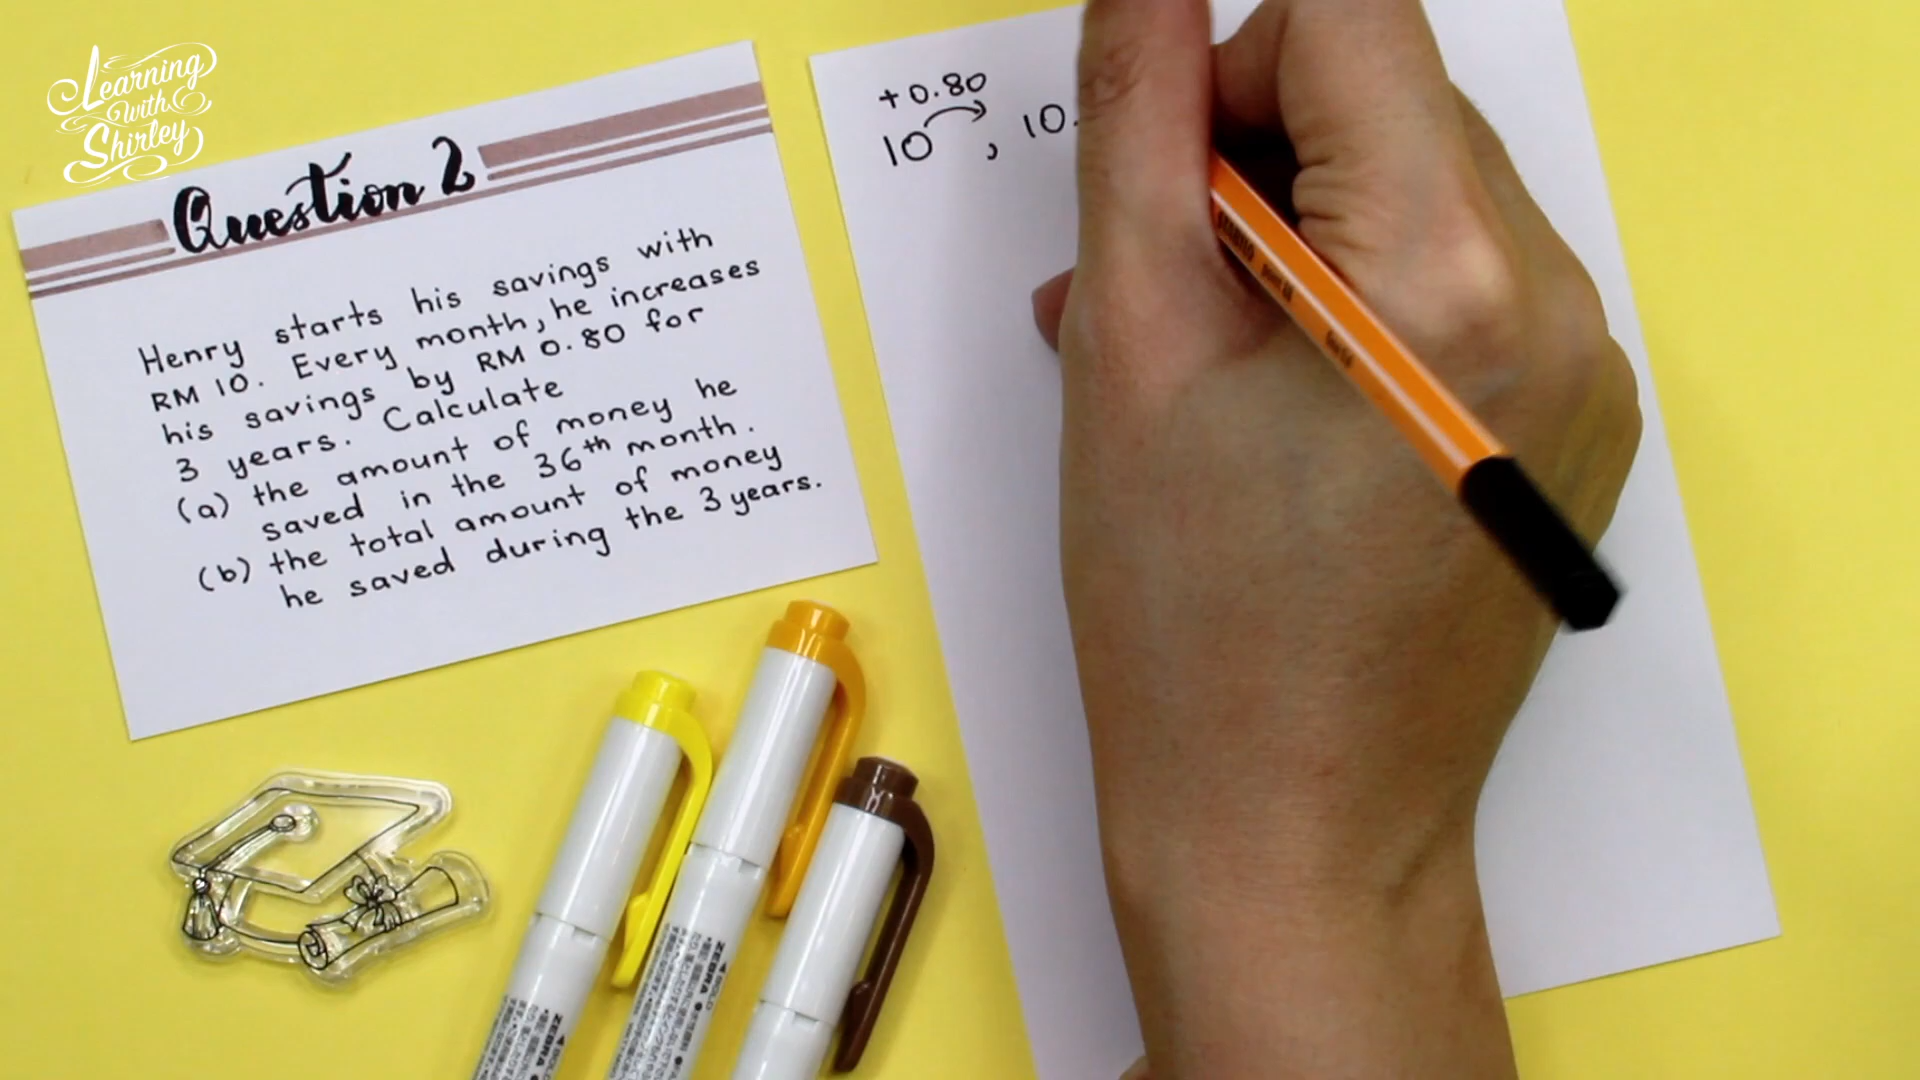 Learning
With
Shirley
Question 2
Henry starts his savings with
RM 10. Every month, he increases
his savings by RM 0.80 for
3 years. Calculate
(a) the amount of money he
saved in the 36th month.
(b) the total amount of money
he saved during the 3 years.
+0.80
10 , 10.
ZEBRA
ZEBRA